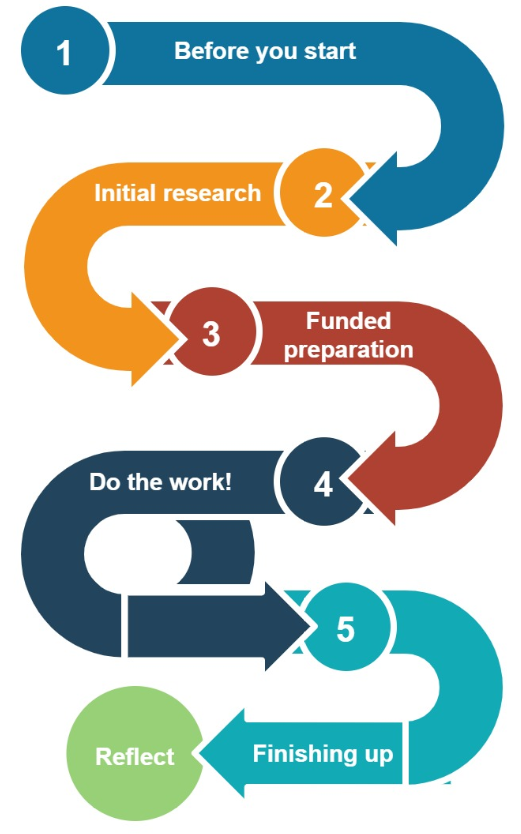 1
Before you start
Initial research
2
3
Funded
preparation
Do the work!
4
5
Reflect
Finishing up